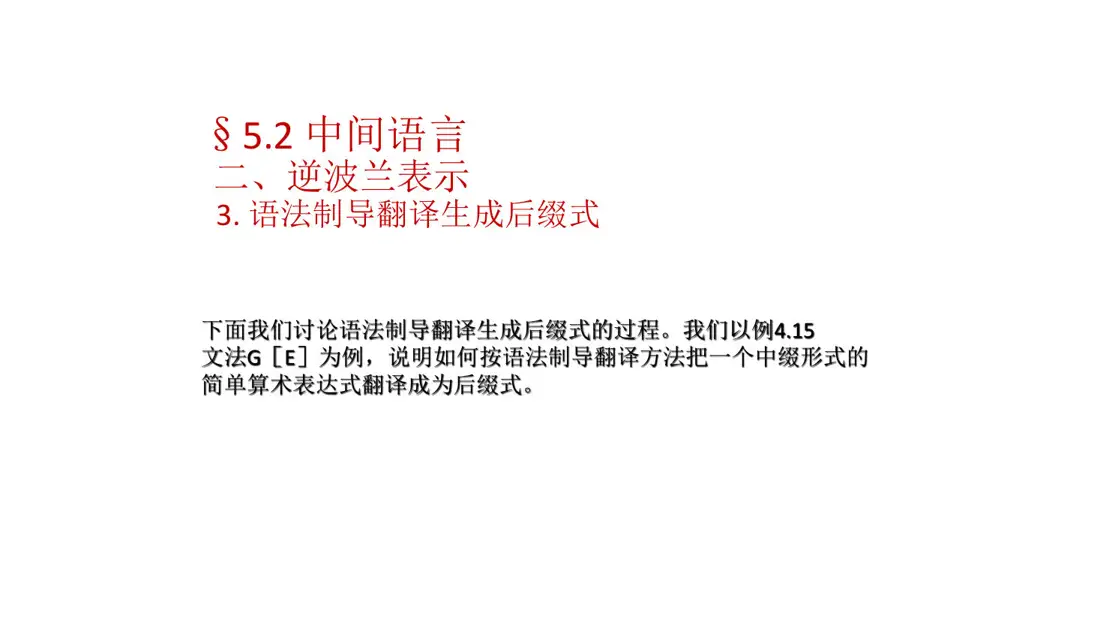 §5.2 中间语言
二、逆波兰表示
3. 语法制导翻译生成后缀式
下面我们讨论语法制导翻译生成后缀式的过程。我们以例4.15
文法G［E］为例，说明如何按语法制导翻译方法把一个中缀形式的
简单算术表达式翻译成为后缀式。